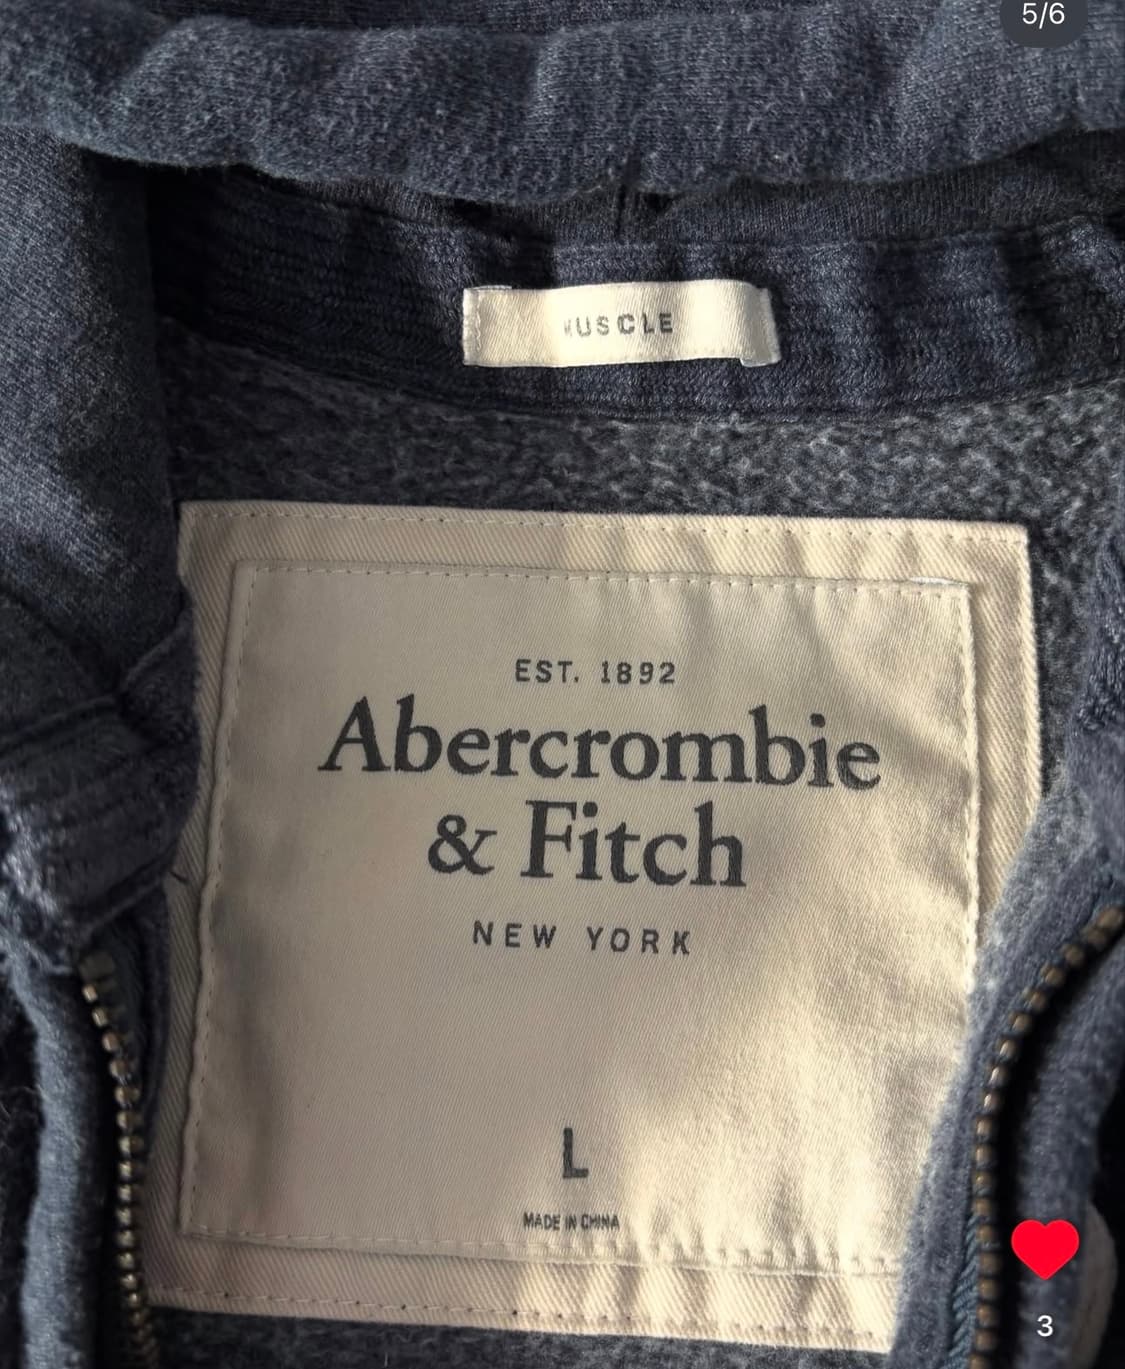 5/6
MUSCLE
EST. 1892
Abercrombie
& Fitch
NEW YORK
L
MADE IN CHINA
3